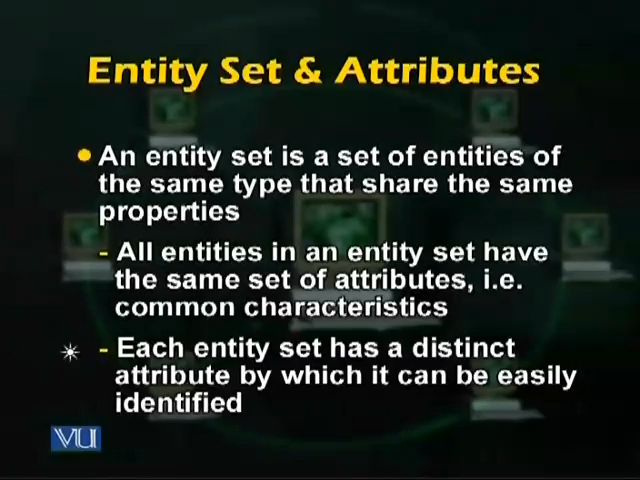 Entity Set & Attributes
• An entity set is a set of entities of
the same type that share the same
properties
- All entities in an entity set have
the same set of attributes, i.e.
common characteristics
- Each entity set has a distinct
attribute by which it can be easily
identified
VU